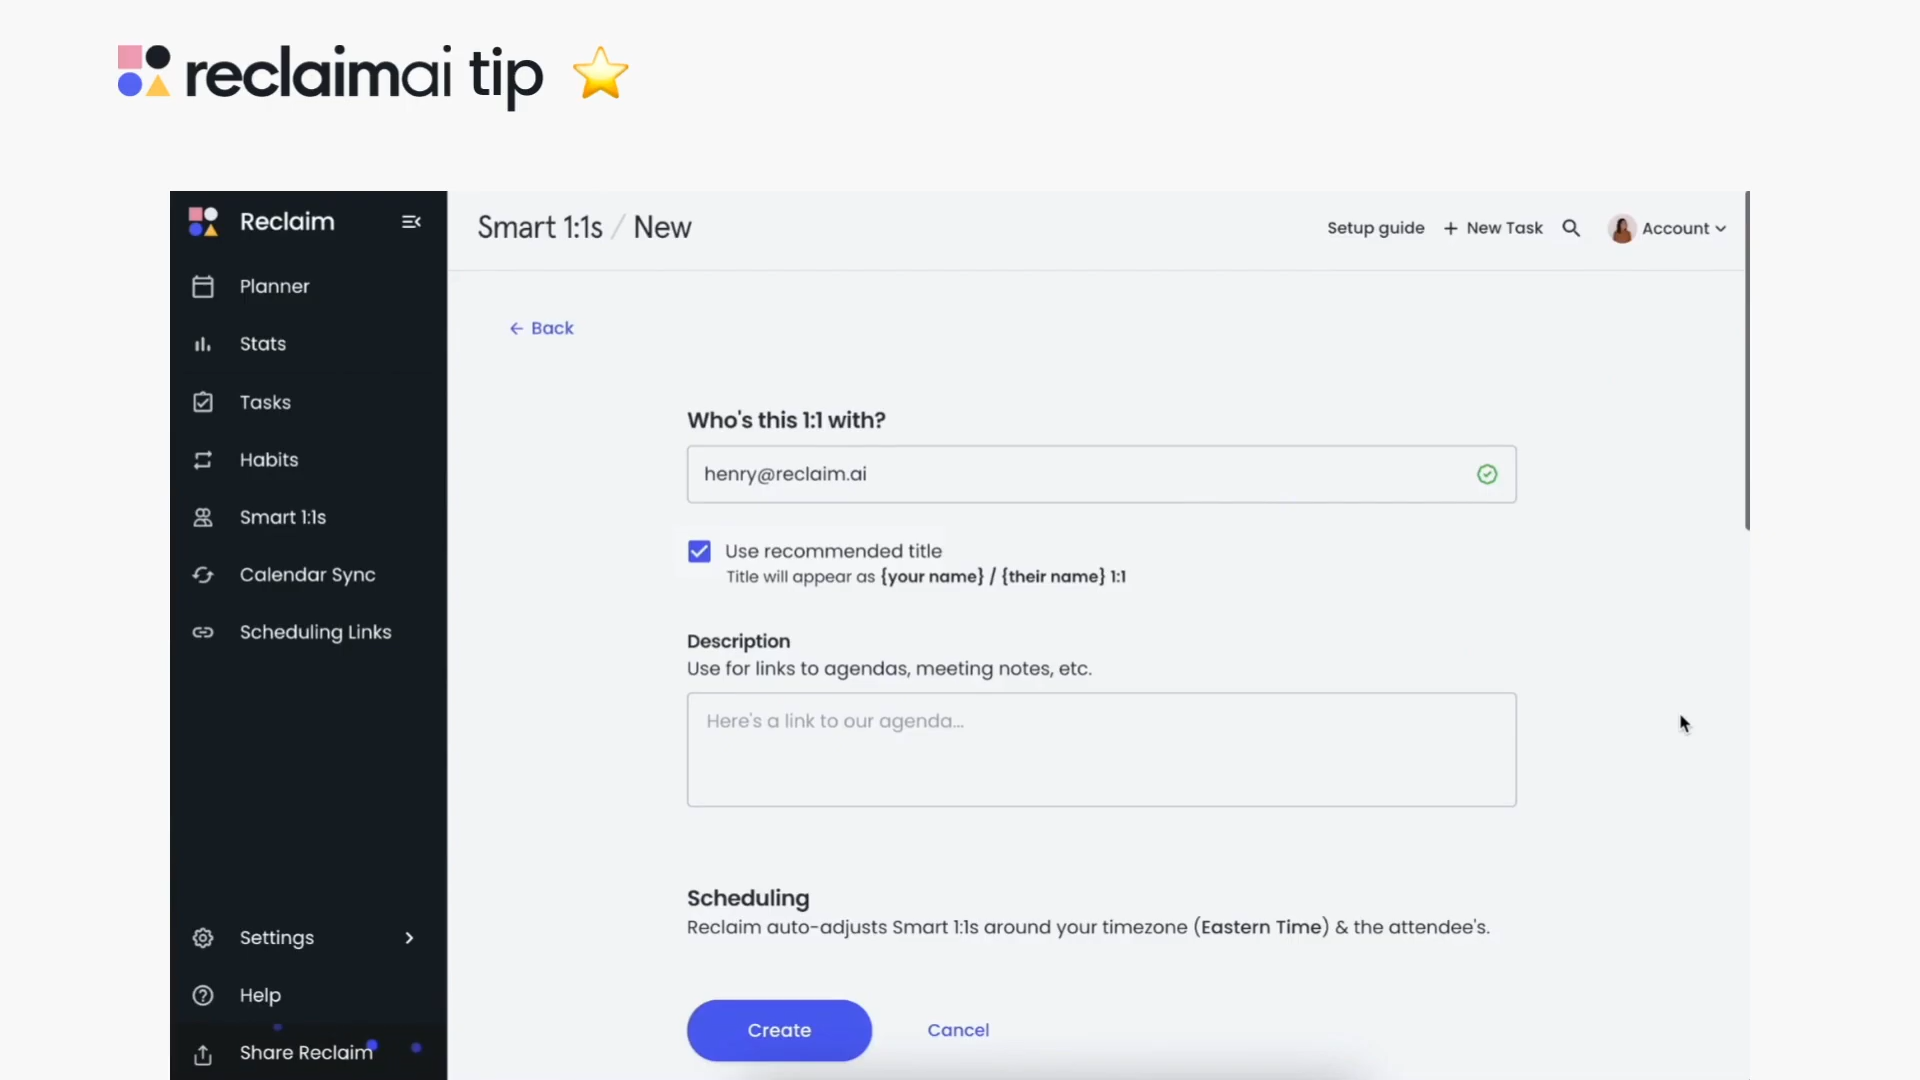 reclaimai tip
Reclaim
Planner
Stats
Tasks
Habits
Smart 1:1s
Calendar Sync
Scheduling Links
Settings
Help
Share Reclaim
Smart 1:1s / New
Setup guide
+ New Task
Account
← Back
Who's this 1:1 with?
henry@reclaim.ai
Use recommended title
Title will appear as {your name} / {their name} 1:1
Description
Use for links to agendas, meeting notes, etc.
Here's a link to our agenda...
Scheduling
Reclaim auto-adjusts Smart 1:1s around your timezone (Eastern Time) & the attendee's.
Create
Cancel